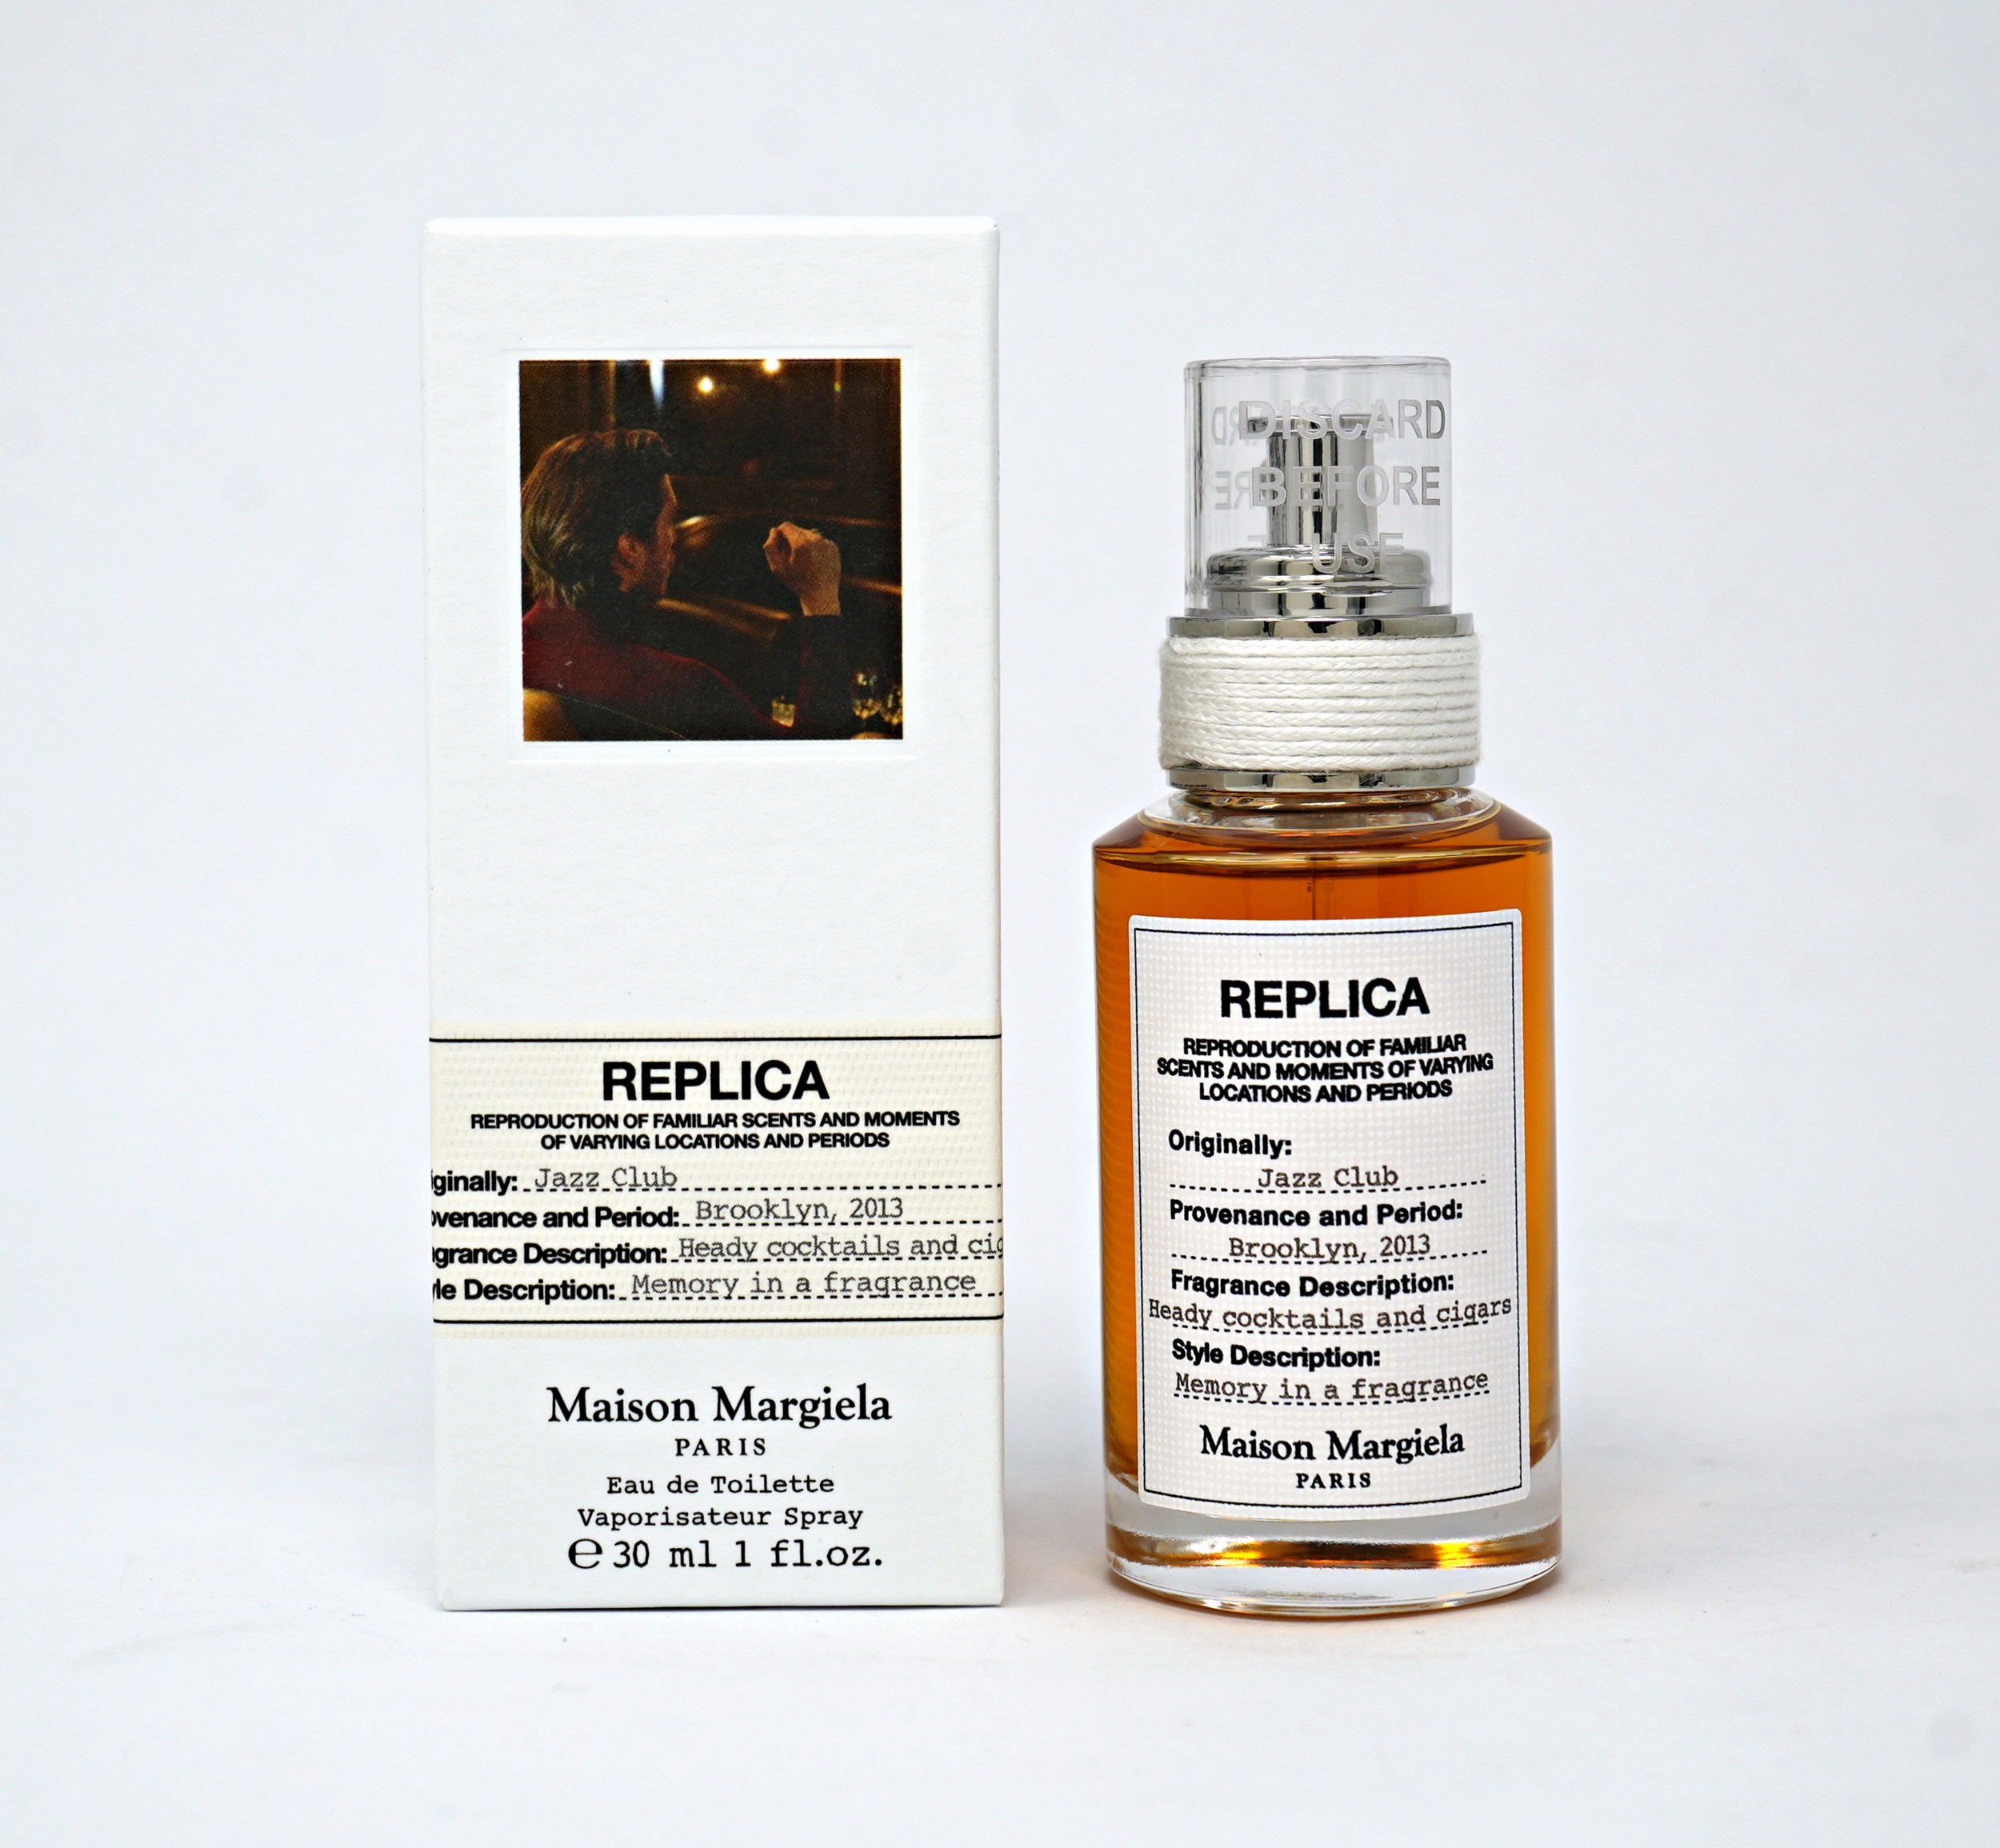 REPLICA
REPRODUCTION OF FAMILIAR SCENTS AND MOMENTS
OF VARYING LOCATIONS AND PERIODS
ginally: Jazz Club
venance and Period: Brooklyn, 2013
grance Description: Heady cocktails and cig
le Description: Memory in a fragrance
Maison Margiela
PARIS
Eau de Toilette
Vaporisateur Spray
℮ 30 ml 1 fl.oz.
DISCARD
BEFORE
USE
REPLICA
REPRODUCTION OF FAMILIAR
SCENTS AND MOMENTS OF VARYING
LOCATIONS AND PERIODS
Originally:
Jazz Club
Provenance and Period:
Brooklyn, 2013
Fragrance Description:
Heady cocktails and cigars
Style Description:
Memory in a fragrance
Maison Margiela
PARIS